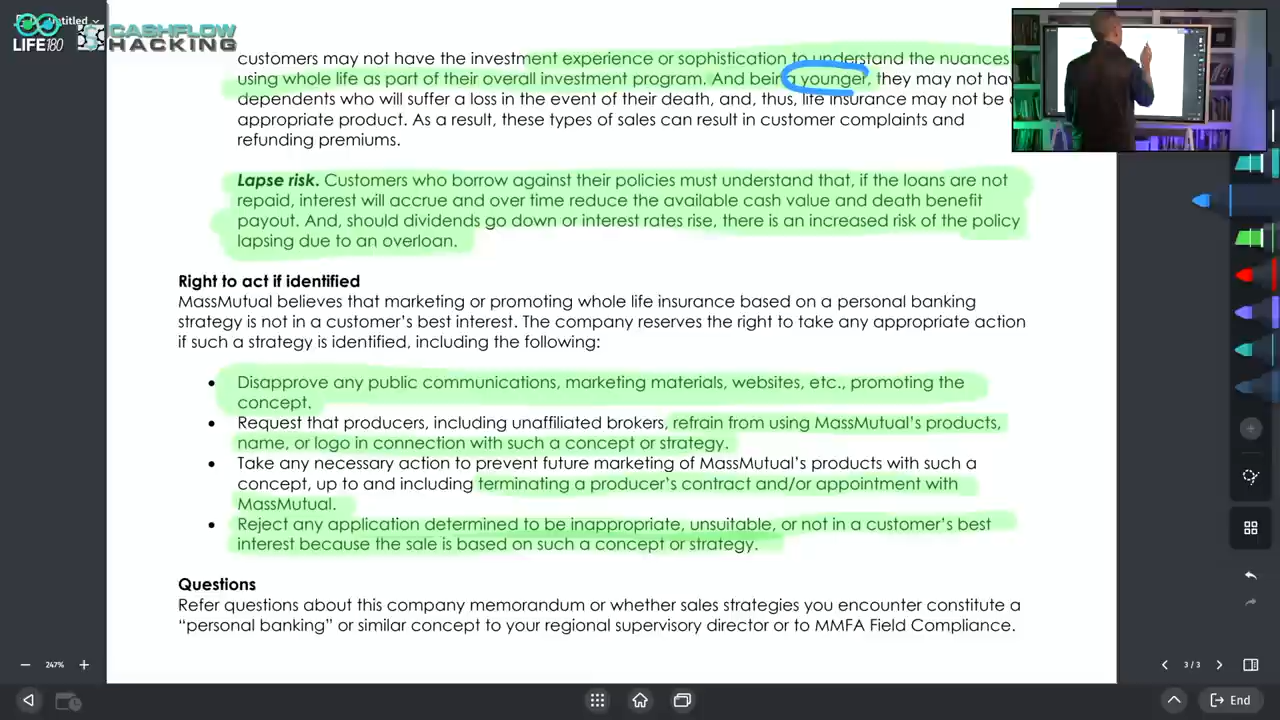 Untitled
LIFE180
CASHFLOW
HACKING
customers may not have the investment experience or sophistication to understand the nuances
using whole life as part of their overall investment program. And being younger, they may not hav
dependents who will suffer a loss in the event of their death, and, thus, life insurance may not be
appropriate product. As a result, these types of sales can result in customer complaints and
refunding premiums.
Lapse risk. Customers who borrow against their policies must understand that, if the loans are not
repaid, interest will accrue and over time reduce the available cash value and death benefit
payout. And, should dividends go down or interest rates rise, there is an increased risk of the policy
lapsing due to an overloan.
Right to act if identified
MassMutual believes that marketing or promoting whole life insurance based on a personal banking
strategy is not in a customer's best interest. The company reserves the right to take any appropriate action
if such a strategy is identified, including the following:
• Disapprove any public communications, marketing materials, websites, etc., promoting the
concept.
• Request that producers, including unaffiliated brokers, refrain from using MassMutual's products,
name, or logo in connection with such a concept or strategy.
• Take any necessary action to prevent future marketing of MassMutual's products with such a
concept, up to and including terminating a producer's contract and/or appointment with
MassMutual.
• Reject any application determined to be inappropriate, unsuitable, or not in a customer's best
interest because the sale is based on such a concept or strategy.
Questions
Refer questions about this company memorandum or whether sales strategies you encounter constitute a
"personal banking" or similar concept to your regional supervisory director or to MMFA Field Compliance.
247%
3/3
End